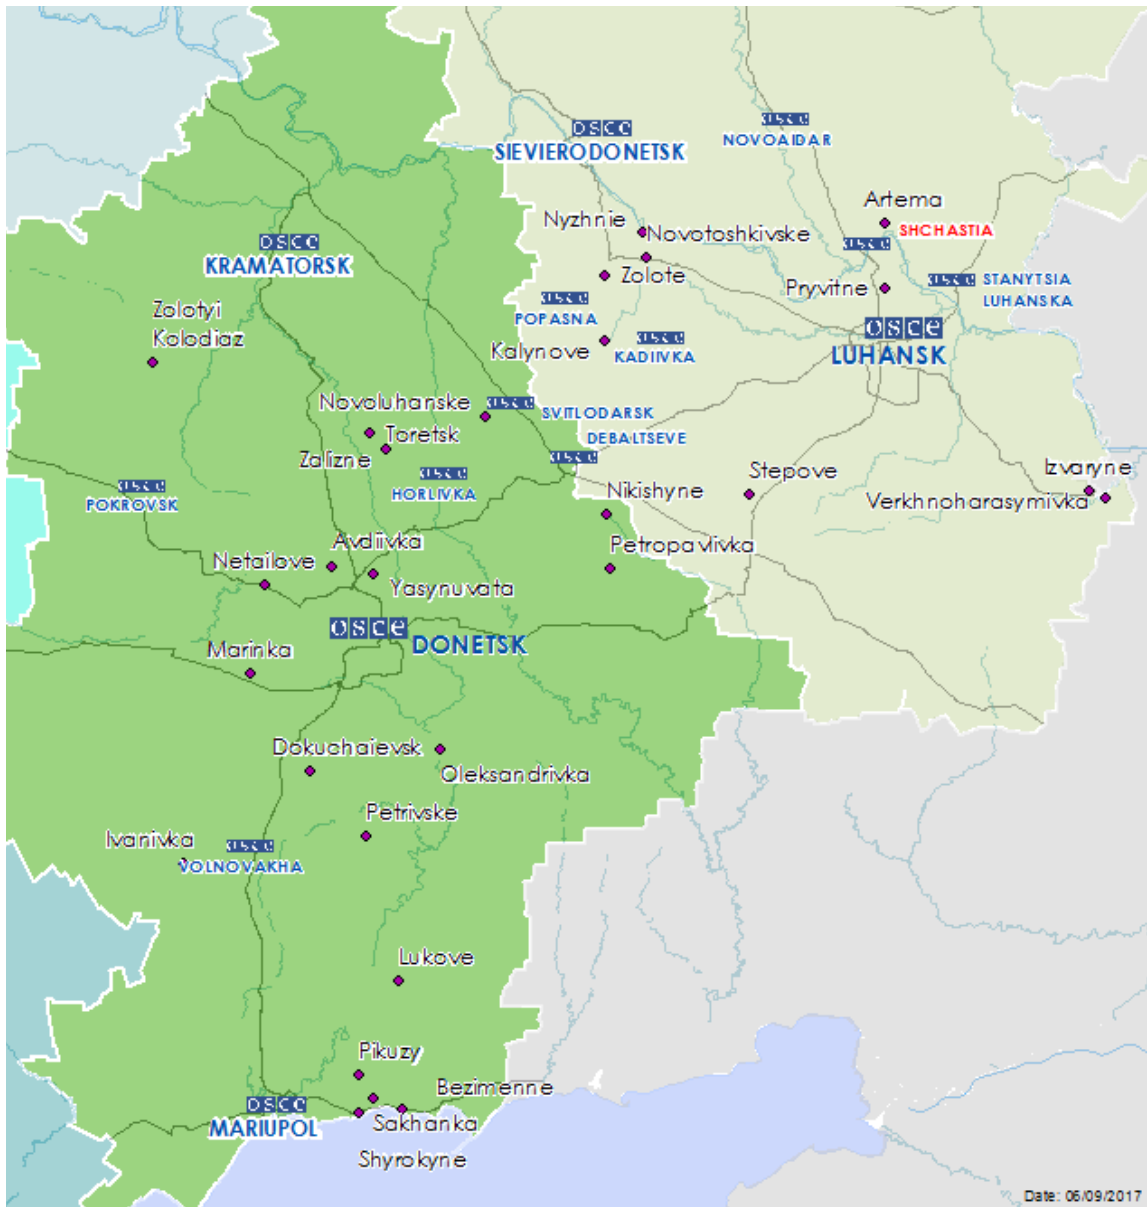 OSCE
NOVOAIDAR
OSCE
SIEVIERODONETSK
Artema
SHCHASTIA
Nyzhnie
Novotoshkivske
OSCE
OSCE
KRAMATORSK
Zolote
Pryvitne
OSCE
STANYTSIA
LUHANSKA
OSCE
POPASNA
Zolotyi
Kolodiaz
OSCE
LUHANSK
Kalynove
OSCE
KADIIVKA
Novoluhanske
OSCE
SVITLODARSK
Toretsk
DEBALTSEVE
OSCE
Zalizne
OSCE
HORLIVKA
OSCE
POKROVSK
Stepove
Izvaryne
Verkhnoharasymivka
Nikishyne
Avdiivka
Petropavlivka
Netailove
Yasynuvata
OSCE
DONETSK
Marinka
Dokuchaievsk
Oleksandrivka
Petrivske
Ivanivka
OSCE
VOLNOVAKHA
Lukove
Pikuzy
Bezimenne
OSCE
MARIUPOL
Sakhanka
Shyrokyne
Date: 06/09/2017